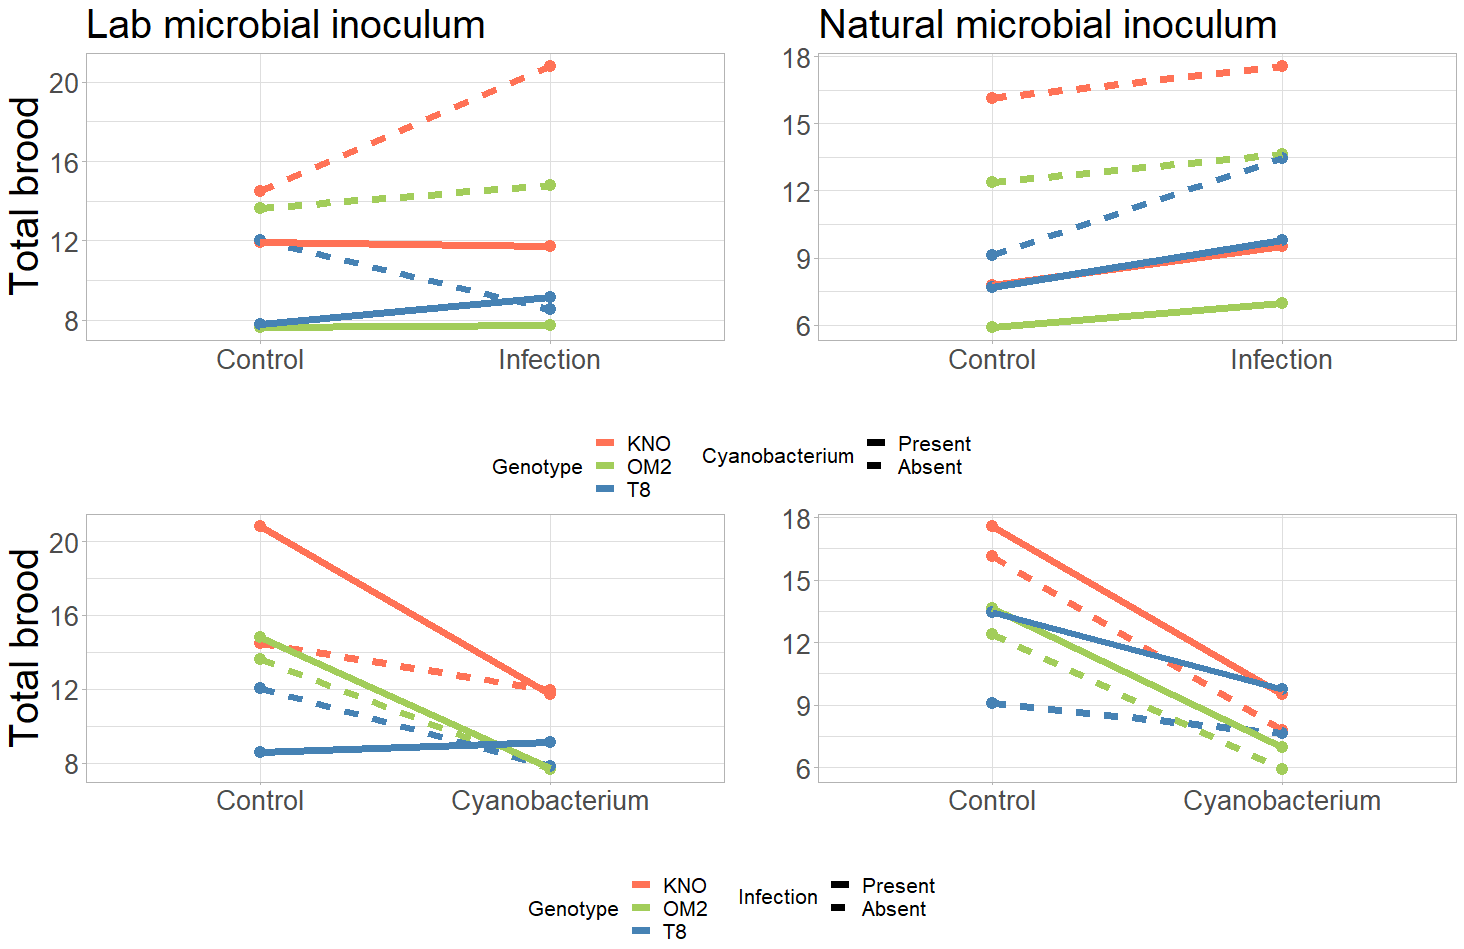 Lab microbial inoculum
Natural microbial inoculum
Total brood
20
16
12
8
Control
Infection
18
15
12
9
6
Control
Infection
Genotype
KNO
OM2
T8
Cyanobacterium
Present
Absent
Total brood
20
16
12
8
Control
Cyanobacterium
18
15
12
9
6
Control
Cyanobacterium
Genotype
KNO
OM2
T8
Infection
Present
Absent